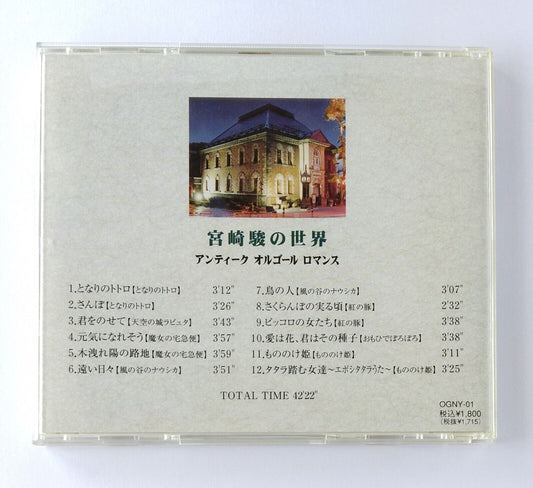 宮崎駿の世界
アンティーク オルゴール ロマンス
1.となりのトトロ【となりのトトロ】 3'12"
2.さんぽ【となりのトトロ】 3'26"
3.君をのせて【天空の城ラピュタ】 3'43"
4.元気になれそう【魔女の宅急便】 3'57"
5.木洩れ陽の路地【魔女の宅急便】 3'59"
6.遠い日々【風の谷のナウシカ】 3'51"
7.鳥の人【風の谷のナウシカ】 3'07"
8.さくらんぼの実る頃【紅の豚】 2'32"
9.ピッコロの女たち【紅の豚】 3'38"
10.愛は花、君はその種子【おもひでぽろぽろ】 3'38"
11.もののけ姫【もののけ姫】 3'11"
12.タタラ踏む女達〜エボシタタラうた〜【もののけ姫】 3'25"
TOTAL TIME 42'22"
OGNY-01
税込¥1,800
(税抜¥1,715)